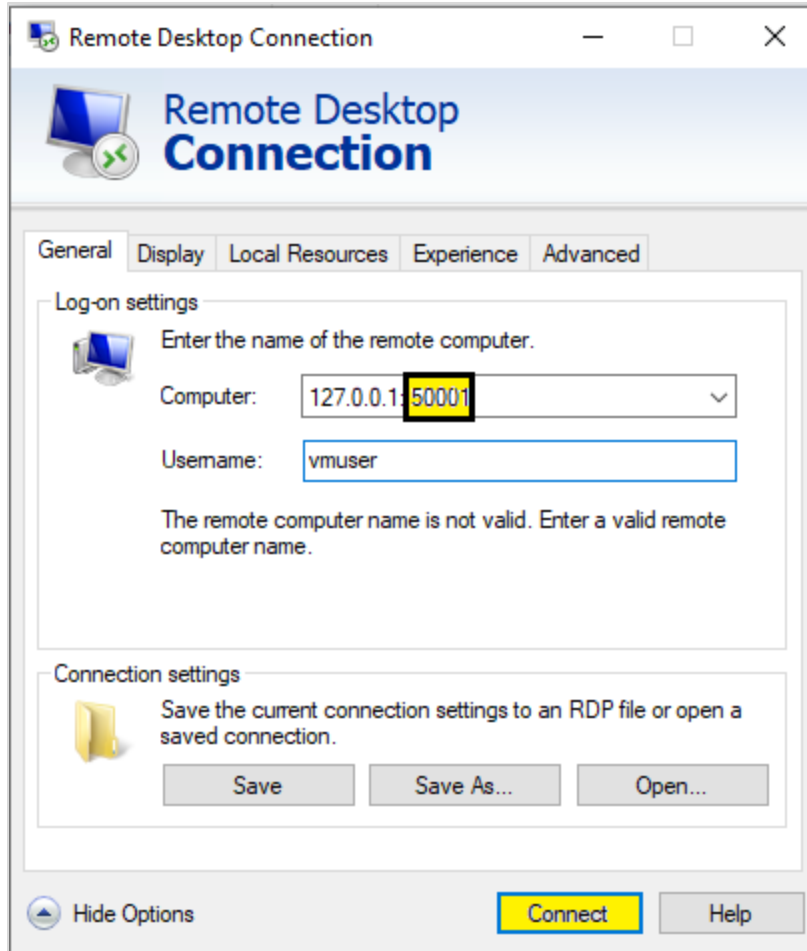 Remote Desktop Connection
Remote Desktop
Connection
General Display Local Resources Experience Advanced
Log-on settings
Enter the name of the remote computer.
Computer: 127.0.0.1:50001
Username: vmuser
The remote computer name is not valid. Enter a valid remote
computer name.
Connection settings
Save the current connection settings to an RDP file or open a
saved connection.
Save Save As... Open...
Hide Options Connect Help